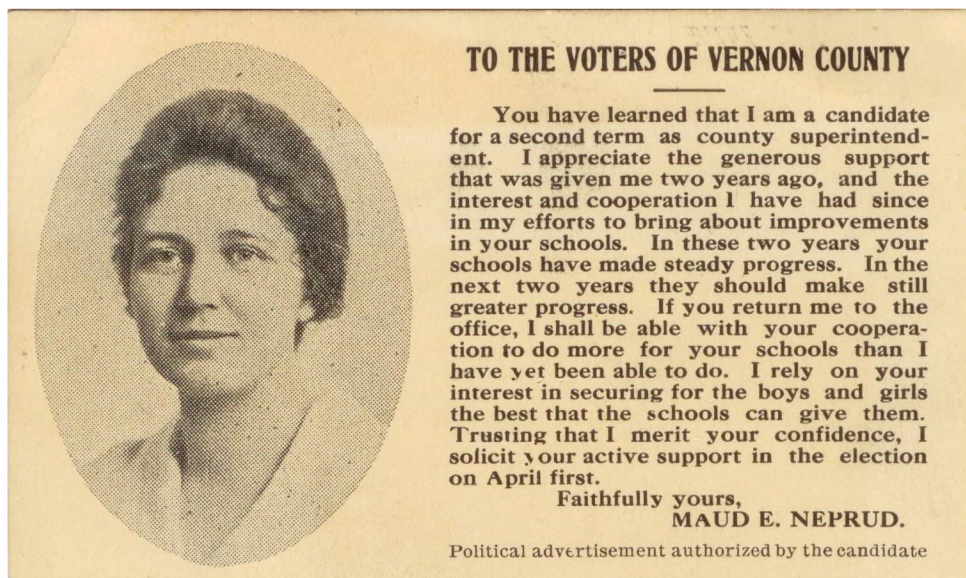 TO THE VOTERS OF VERNON COUNTY
You have learned that I am a candidate
for a second term as county superintend-
ent. I appreciate the generous support
that was given me two years ago, and the
interest and cooperation I have had since
in my efforts to bring about improvements
in your schools. In these two years your
schools have made steady progress. In the
next two years they should make still
greater progress. If you return me to the
office, I shall be able with your coopera-
tion to do more for your schools than I
have yet been able to do. I rely on your
interest in securing for the boys and girls
the best that the schools can give them.
Trusting that I merit your confidence, I
solicit your active support in the election
on April first.
Faithfully yours,
MAUD E. NEPRUD.
Political advertisement authorized by the candidate